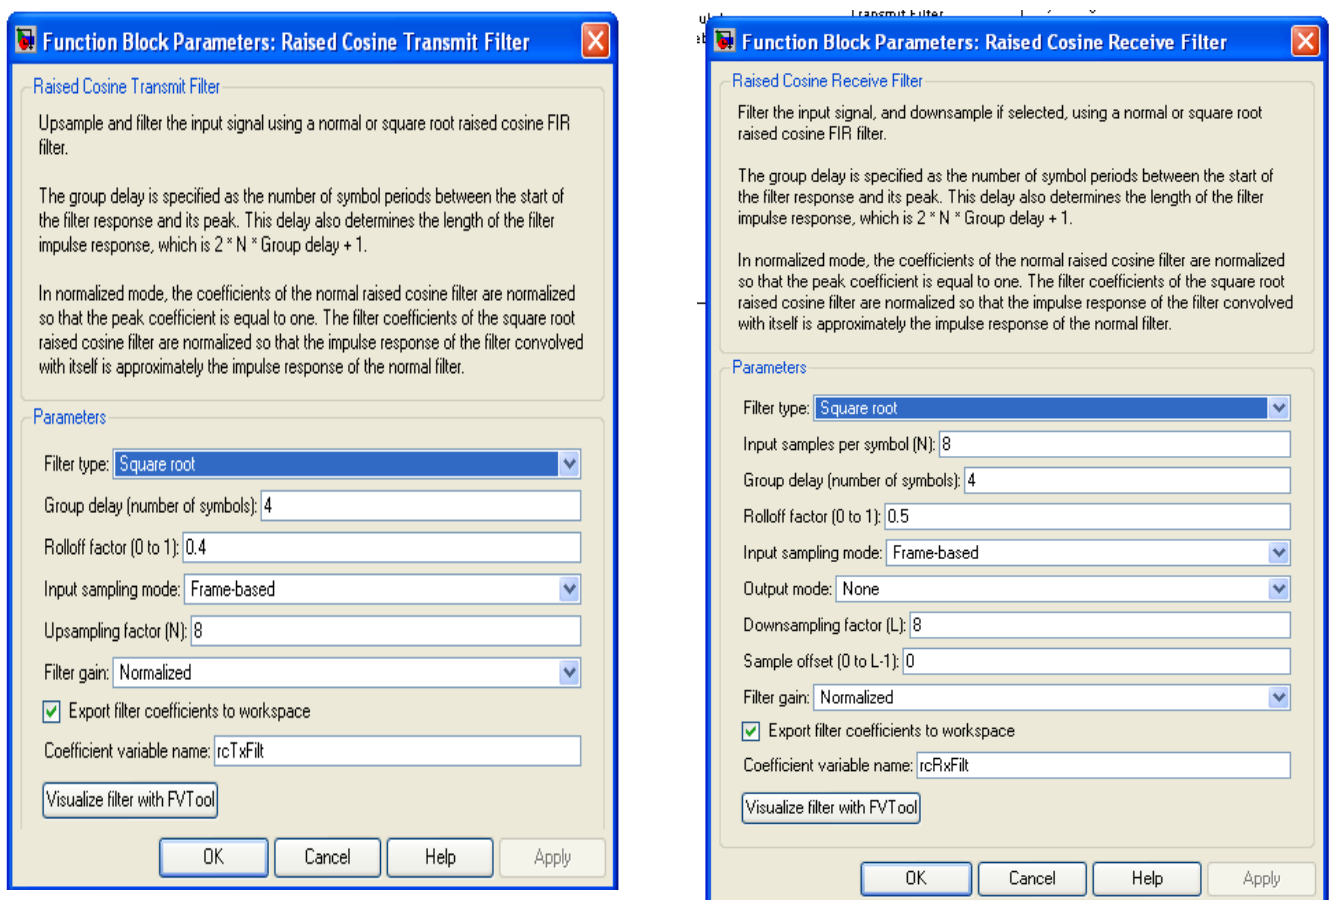 Function Block Parameters: Raised Cosine Transmit Filter
Raised Cosine Transmit Filter
Upsample and filter the input signal using a normal or square root raised cosine FIR
filter.
The group delay is specified as the number of symbol periods between the start of
the filter response and its peak. This delay also determines the length of the filter
impulse response, which is 2 * N * Group delay + 1.
In normalized mode, the coefficients of the normal raised cosine filter are normalized
so that the peak coefficient is equal to one. The filter coefficients of the square root
raised cosine filter are normalized so that the impulse response of the filter convolved
with itself is approximately the impulse response of the normal filter.
Parameters
Filter type: Square root
Group delay (number of symbols): 4
Rolloff factor (0 to 1): 0.4
Input sampling mode: Frame-based
Upsampling factor (N): 8
Filter gain: Normalized
Export filter coefficients to workspace
Coefficient variable name: rcTxFilt
Visualize filter with FVTool
OK Cancel Help Apply
Transmit Filter
Function Block Parameters: Raised Cosine Receive Filter
Raised Cosine Receive Filter
Filter the input signal, and downsample if selected, using a normal or square root
raised cosine FIR filter.
The group delay is specified as the number of symbol periods between the start of
the filter response and its peak. This delay also determines the length of the filter
impulse response, which is 2 * N * Group delay + 1.
In normalized mode, the coefficients of the normal raised cosine filter are normalized
so that the peak coefficient is equal to one. The filter coefficients of the square root
raised cosine filter are normalized so that the impulse response of the filter convolved
with itself is approximately the impulse response of the normal filter.
Parameters
Filter type: Square root
Input samples per symbol (N): 8
Group delay (number of symbols): 4
Rolloff factor (0 to 1): 0.5
Input sampling mode: Frame-based
Output mode: None
Downsampling factor (L): 8
Sample offset (0 to L-1): 0
Filter gain: Normalized
Export filter coefficients to workspace
Coefficient variable name: rcRxFilt
Visualize filter with FVTool
OK Cancel Help Apply